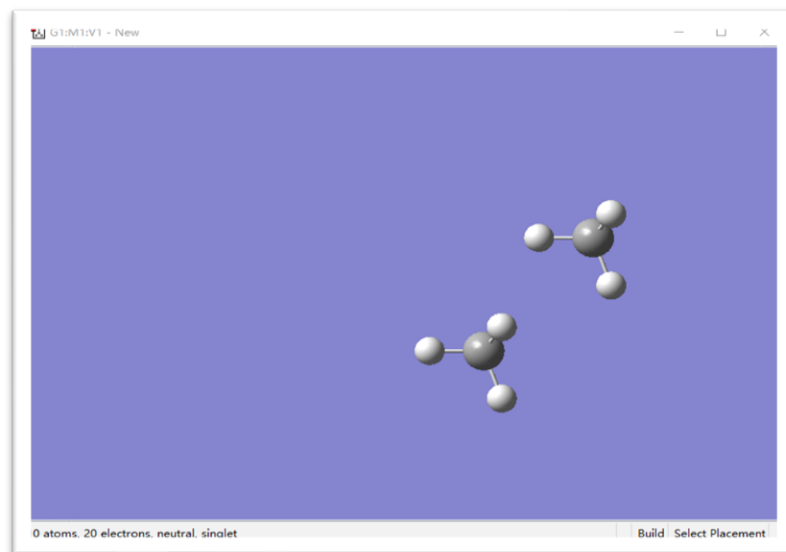 G1:M1:V1 - New
0 atoms, 20 electrons, neutral, singlet
Build
Select Placement